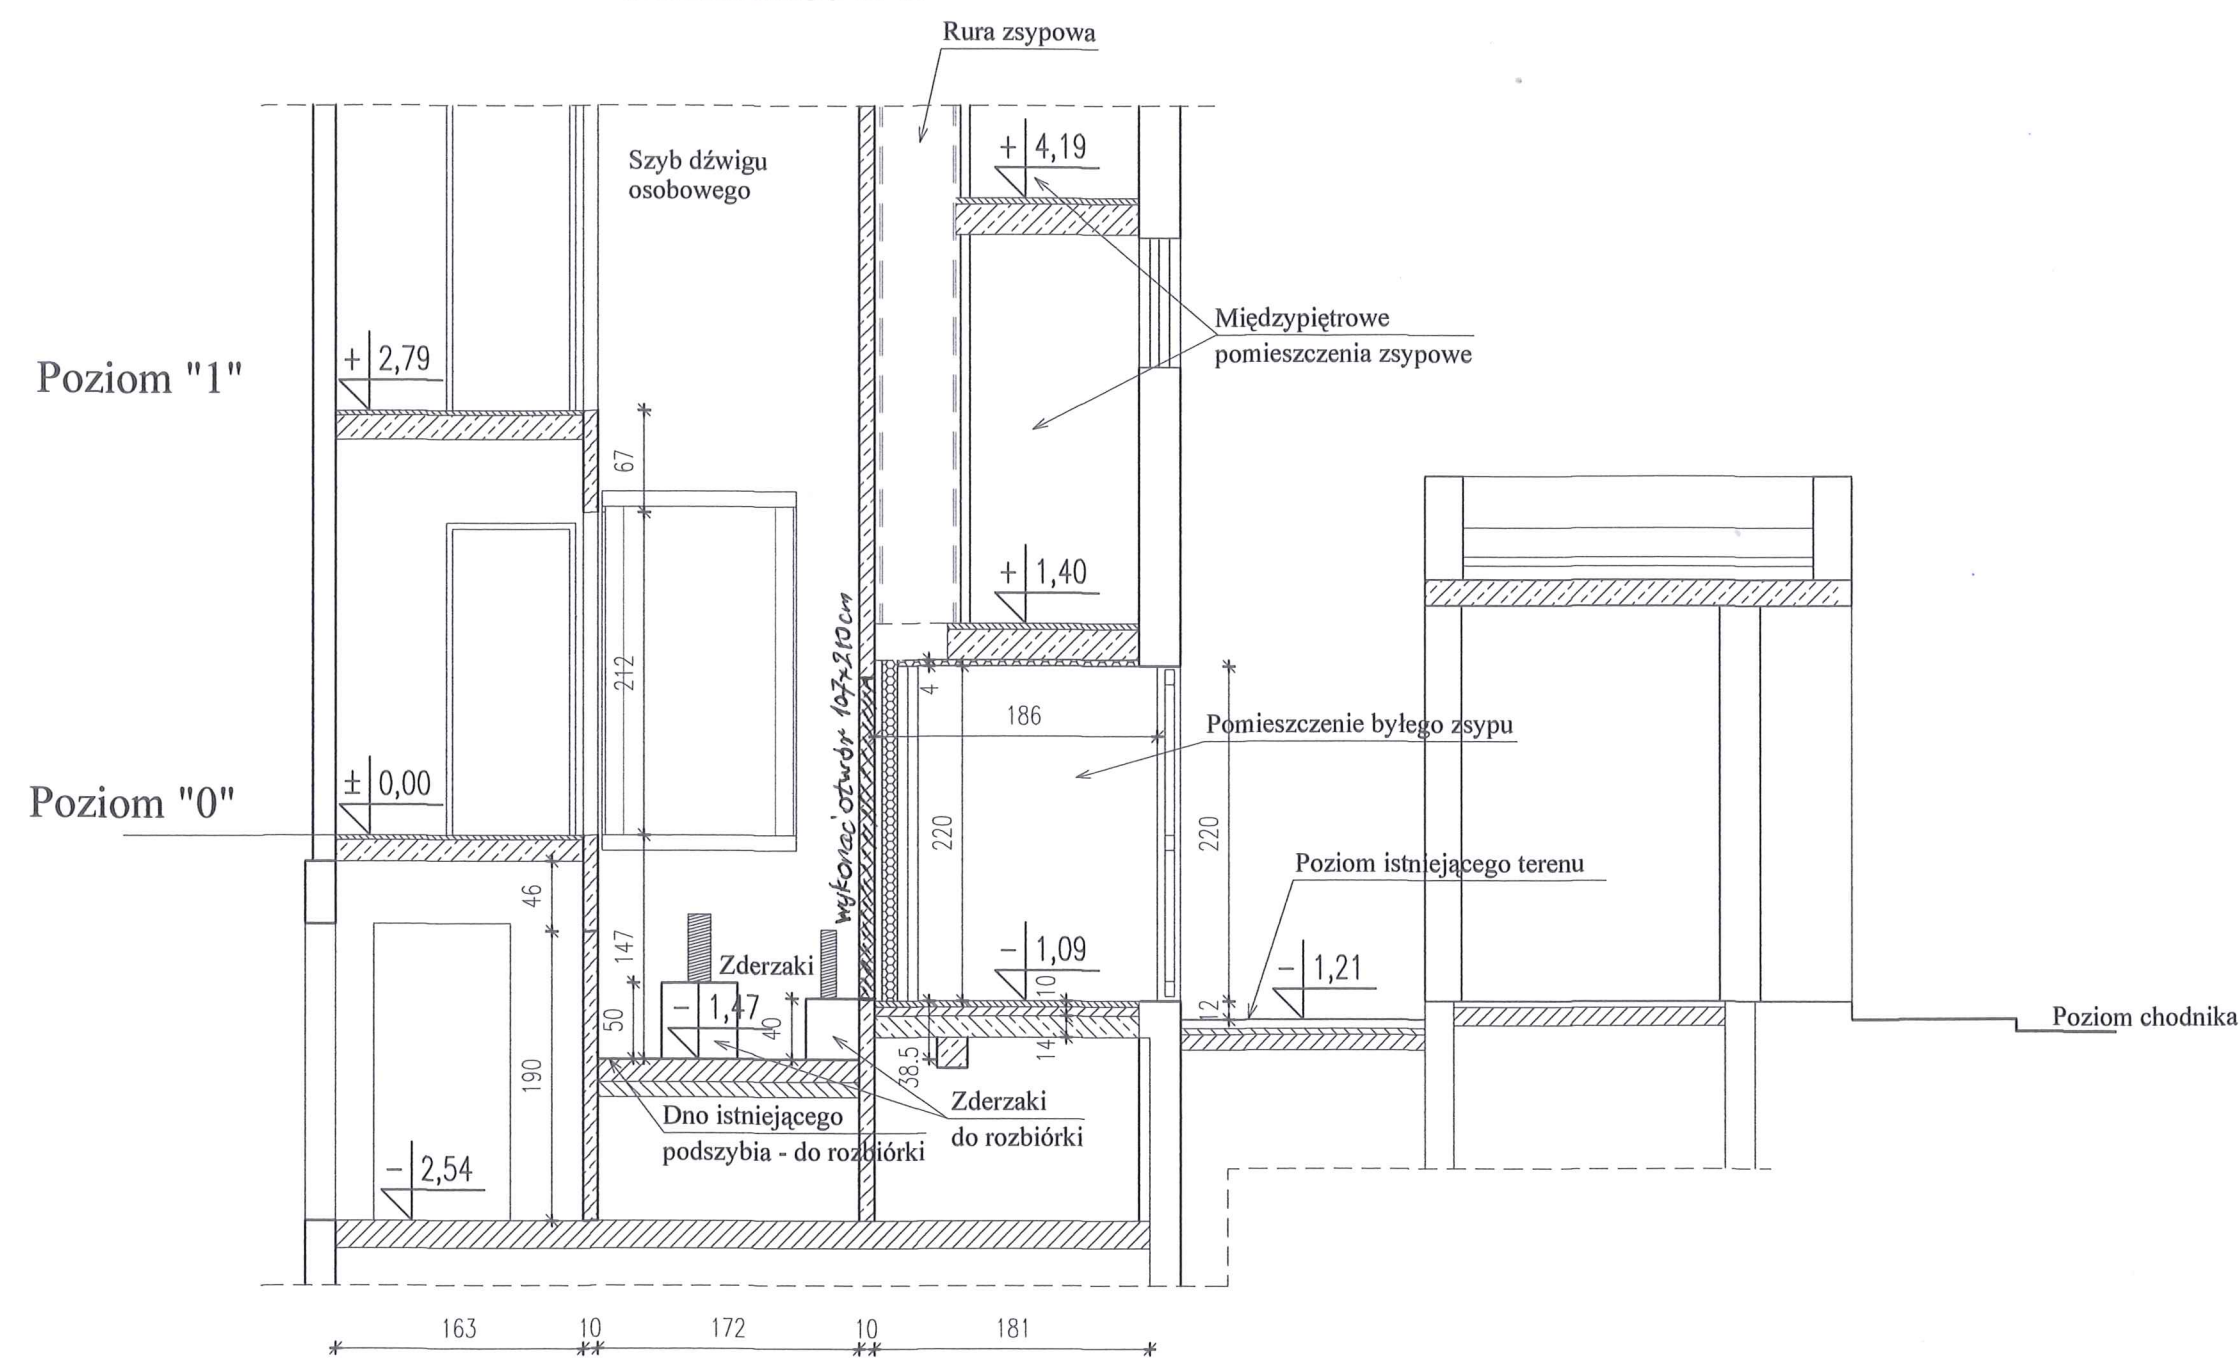 Rura zsypowa
Szyb dźwigu
osobowego
+ 4,19
Międzypiętrowe
pomieszczenia zsypowe
Poziom "1"
+ 2,79
67
+ 1,40
212
wykonać otwór 107x210cm
4
186
Pomieszczenie byłego zsypu
Poziom "0"
± 0,00
220
220
Poziom istniejącego terenu
46
147
Zderzaki
- 1,09
- 1,21
10
12
50
- 1,47
40
Poziom chodnika
190
38.5
14
Dno istniejącego
podszybia - do rozbiórki
Zderzaki
do rozbiórki
- 2,54
163
10
172
10
181